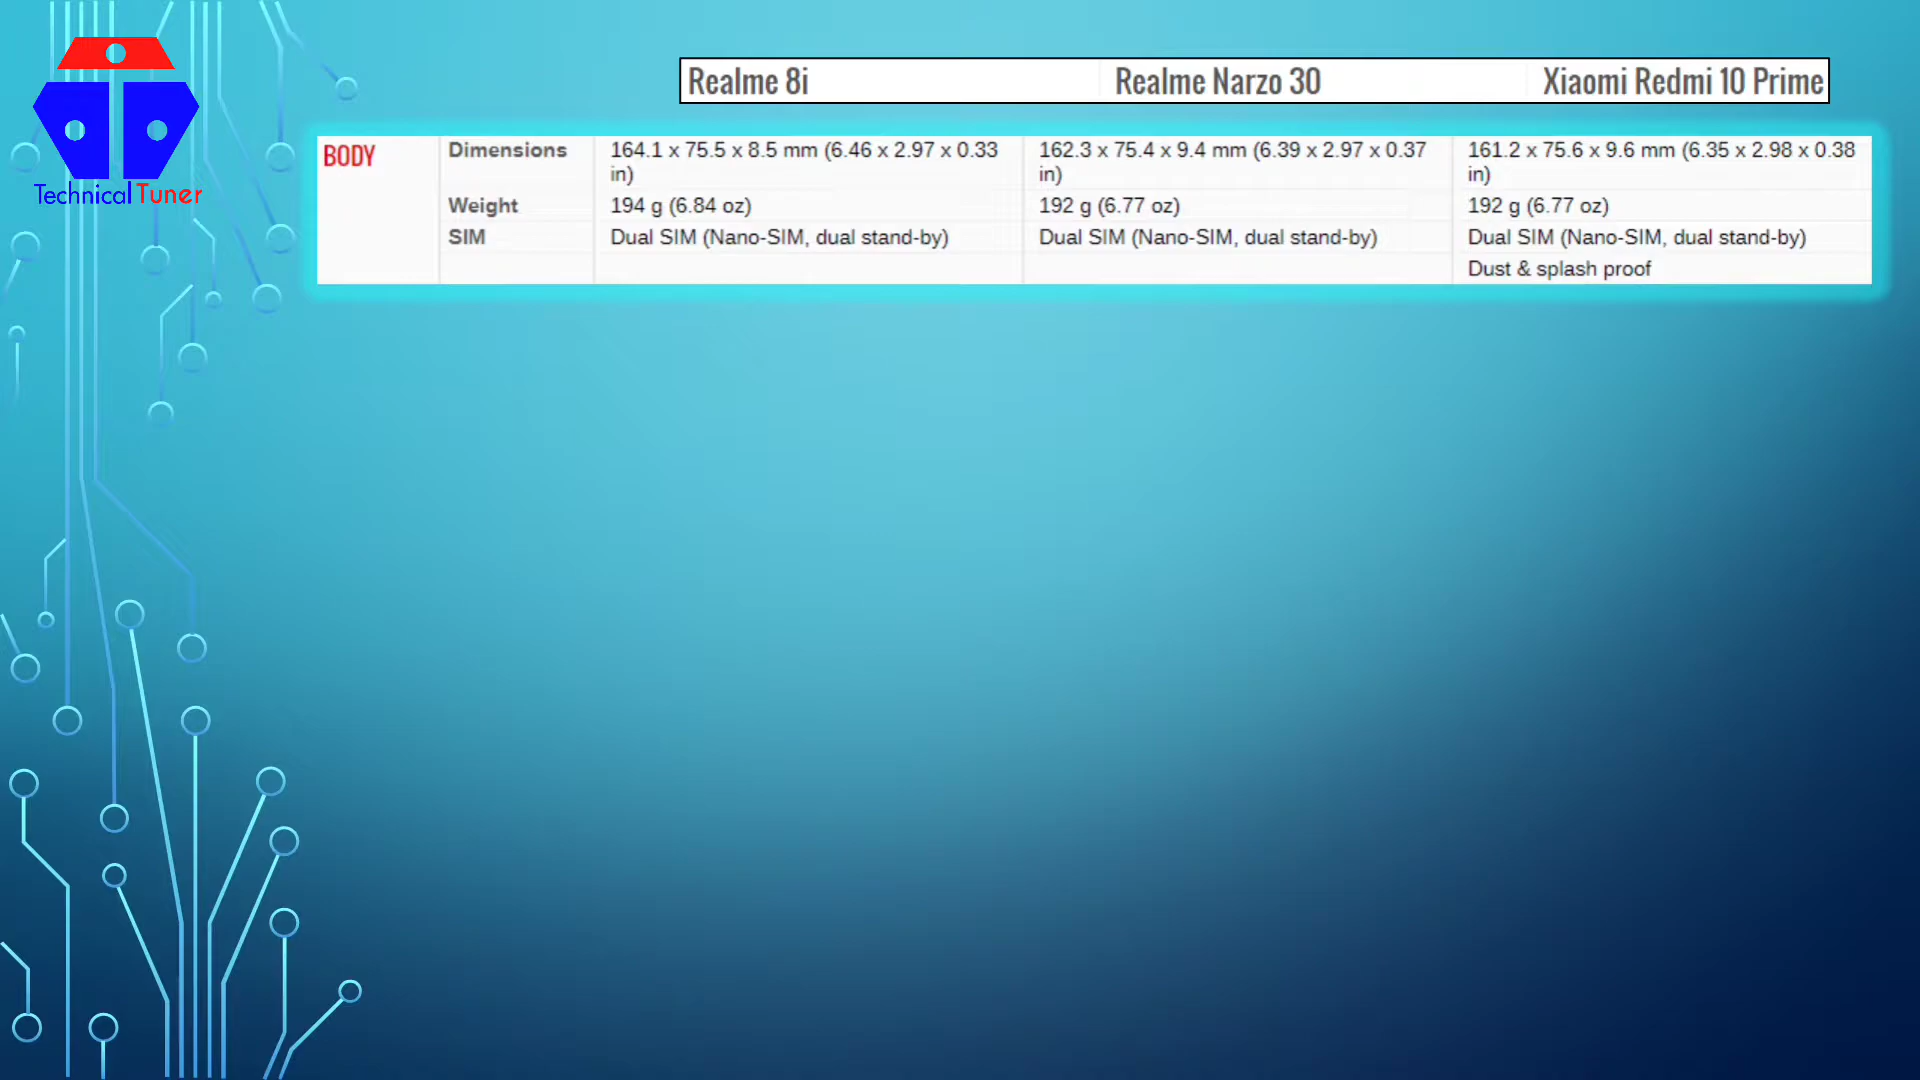 Technical Tuner
Realme 8i Realme Narzo 30 Xiaomi Redmi 10 Prime
BODY Dimensions 164.1 x 75.5 x 8.5 mm (6.46 x 2.97 x 0.33 162.3 x 75.4 x 9.4 mm (6.39 x 2.97 x 0.37 161.2 x 75.6 x 9.6 mm (6.35 x 2.98 x 0.38
in) in) in)
Weight 194 g (6.84 oz) 192 g (6.77 oz) 192 g (6.77 oz)
SIM Dual SIM (Nano-SIM, dual stand-by) Dual SIM (Nano-SIM, dual stand-by) Dual SIM (Nano-SIM, dual stand-by)
Dust & splash proof